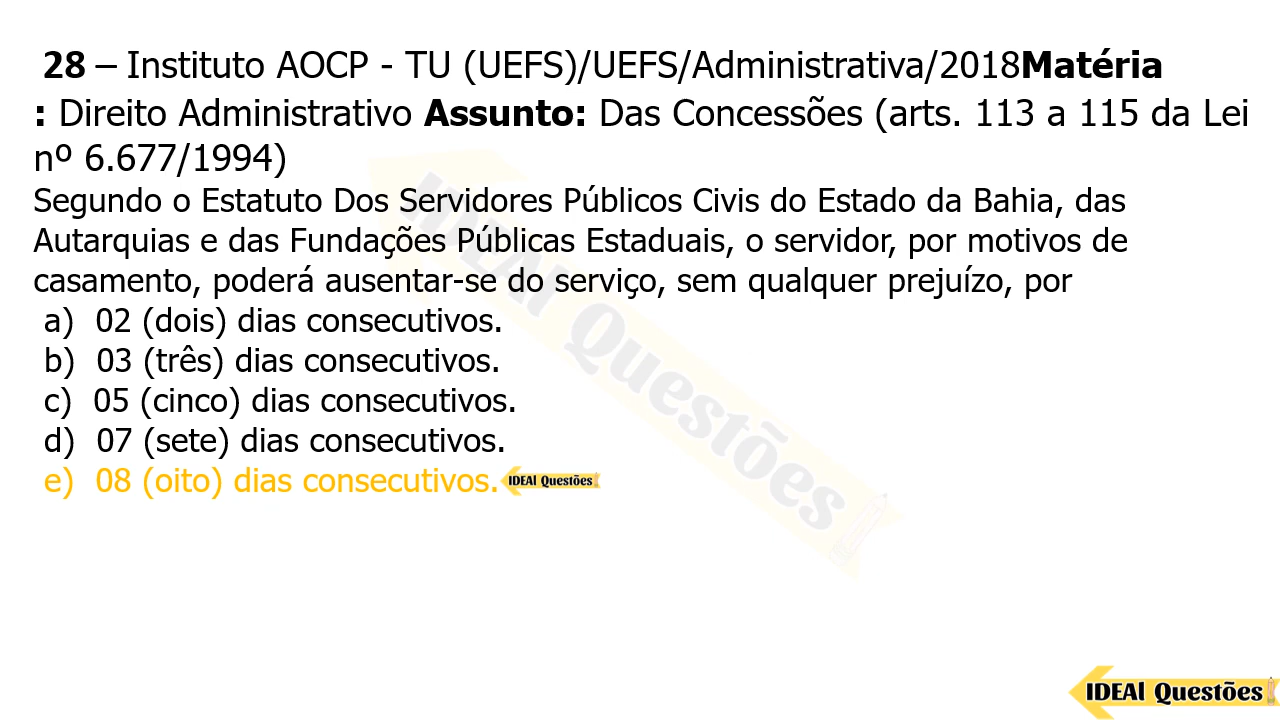 28 – Instituto AOCP - TU (UEFS)/UEFS/Administrativa/2018Matéria
: Direito Administrativo Assunto: Das Concessões (arts. 113 a 115 da Lei
nº 6.677/1994)
Segundo o Estatuto Dos Servidores Públicos Civis do Estado da Bahia, das
Autarquias e das Fundações Públicas Estaduais, o servidor, por motivos de
casamento, poderá ausentar-se do serviço, sem qualquer prejuízo, por
a) 02 (dois) dias consecutivos.
b) 03 (três) dias consecutivos.
c) 05 (cinco) dias consecutivos.
d) 07 (sete) dias consecutivos.
e) 08 (oito) dias consecutivos. IDEAl Questões
IDEAl Questões
IDEAl Questões